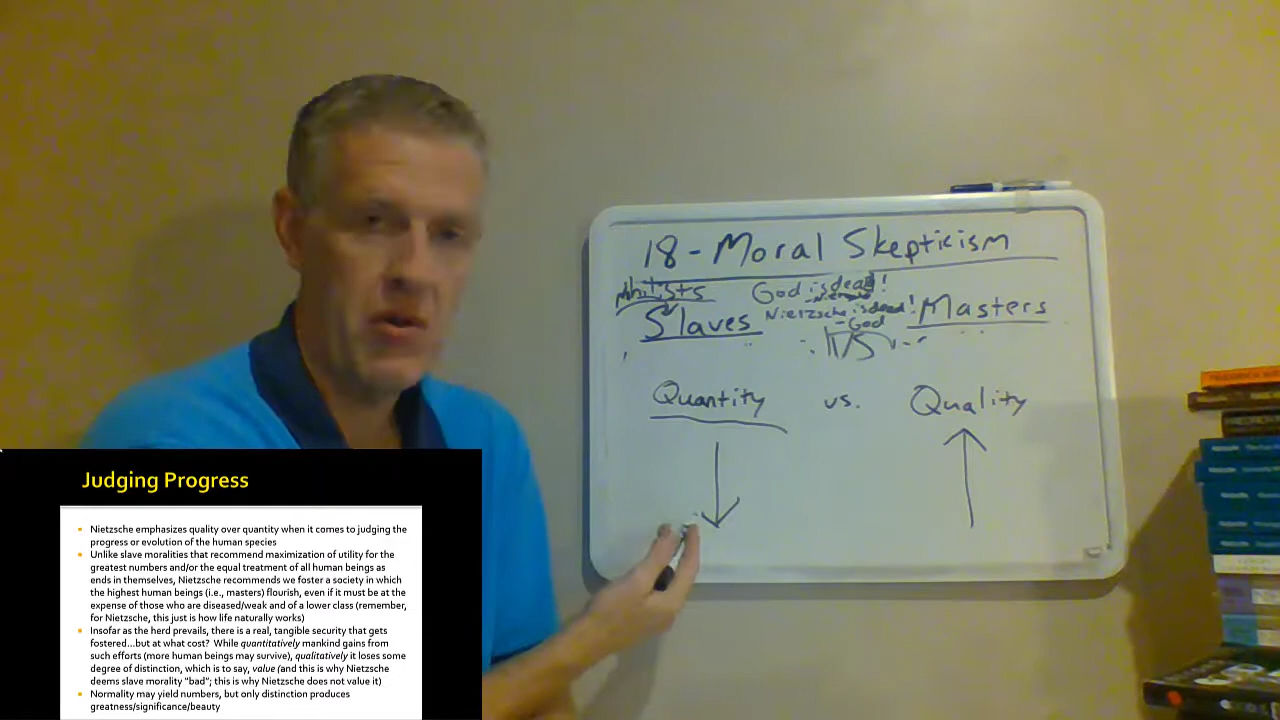 18 - Moral Skepticism
God is dead!
- Nietzsche
Nietzsche is dead!
- God
Slaves
VS
Masters
Quantity vs. Quality
Judging Progress
Nietzsche emphasizes quality over quantity when it comes to judging the
progress or evolution of the human species
Unlike slave moralities that recommend maximization of utility for the
greatest numbers and/or the equal treatment of all human beings as
ends in themselves, Nietzsche recommends we foster a society in which
the highest human beings (i.e., masters) flourish, even if it must be at the
expense of those who are diseased/weak and of a lower class (remember,
for Nietzsche, this just is how life naturally works)
Insofar as the herd prevails, there is a real, tangible security that gets
fostered...but at what cost? While quantitatively mankind gains from
such efforts (more human beings may survive), qualitatively it loses some
degree of distinction, which is to say, value (and this is why Nietzsche
deems slave morality "bad"; this is why Nietzsche does not value it)
Normality may yield numbers, but only distinction produces
greatness/significance/beauty